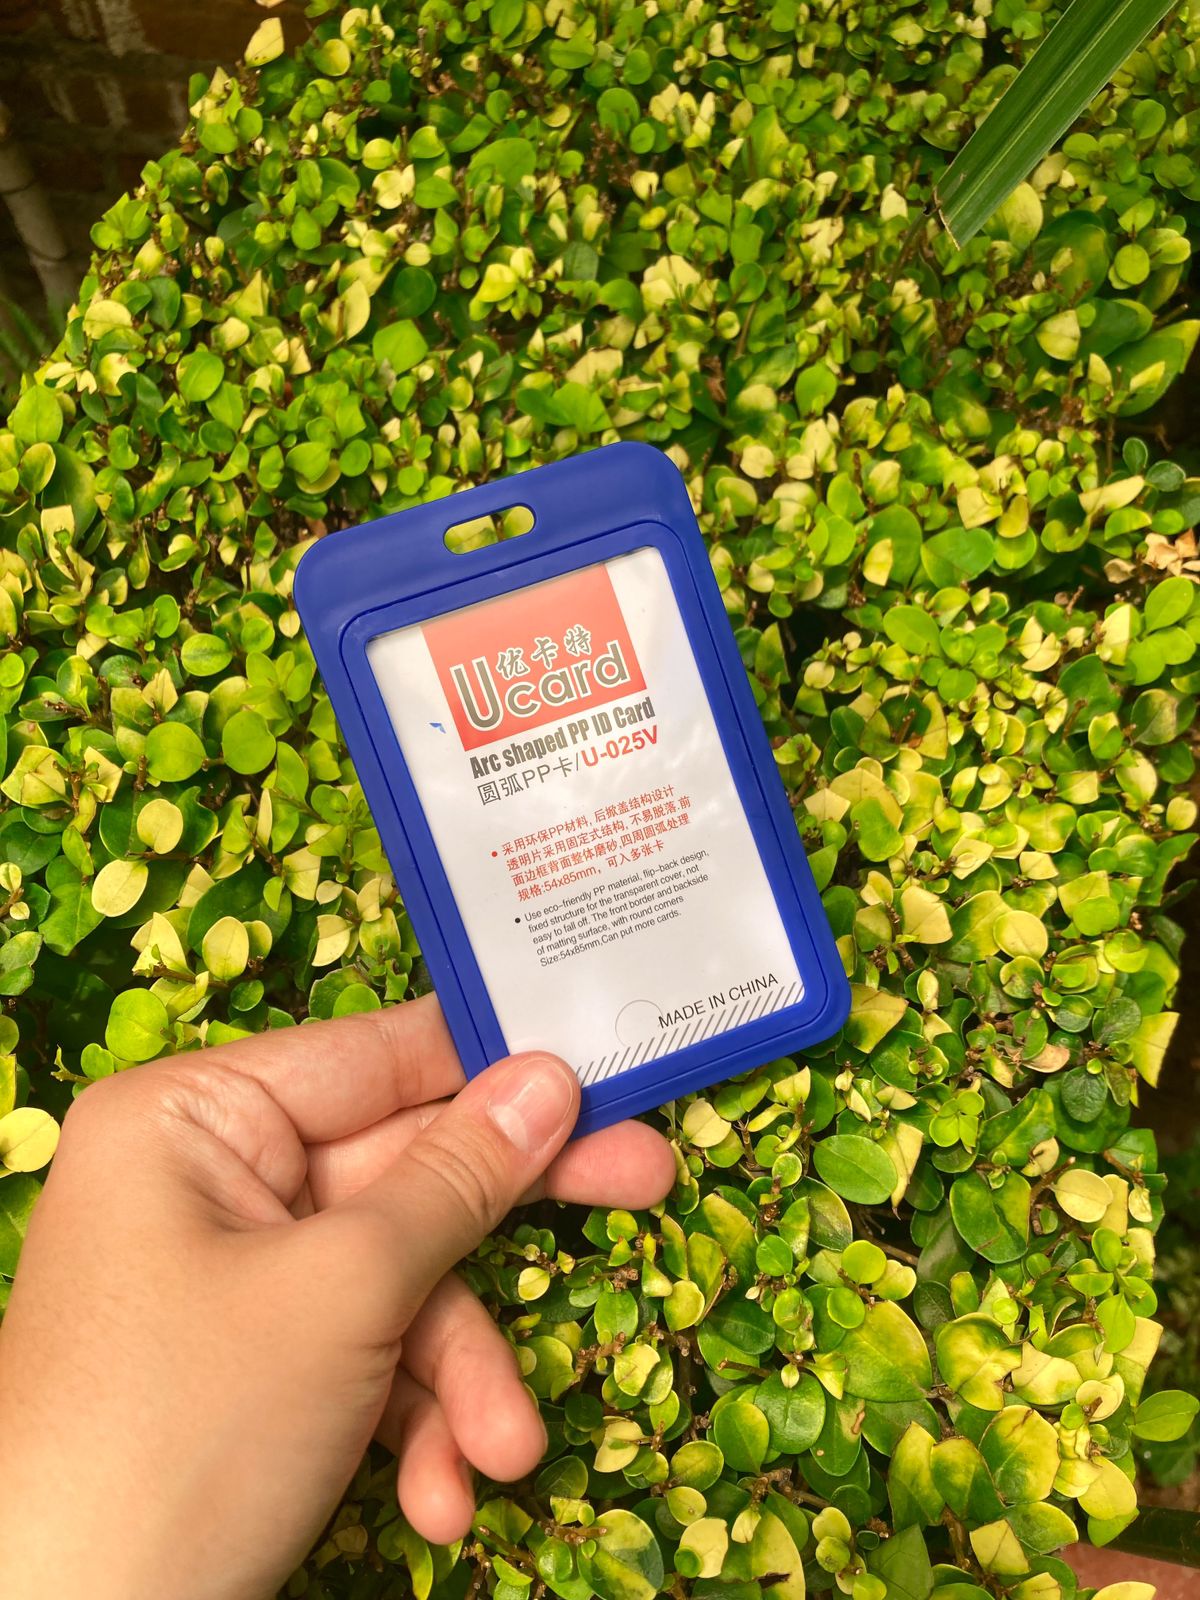 优卡特
Ucard
Arc shaped PP ID Card
圆弧PP卡/U-025V
● 采用环保PP材料, 后掀盖结构设计
透明片采用固定式结构, 不易脱落.前
面边框背面整体磨砂,四周圆弧处理
规格:54x85mm, 可入多张卡
● Use eco-friendly PP material, flip-back design,
fixed structure for the transparent cover, not
easy to fall off. The front border and backside
of matting surface, with round corners
Size:54x85mm,Can put more cards.
MADE IN CHINA